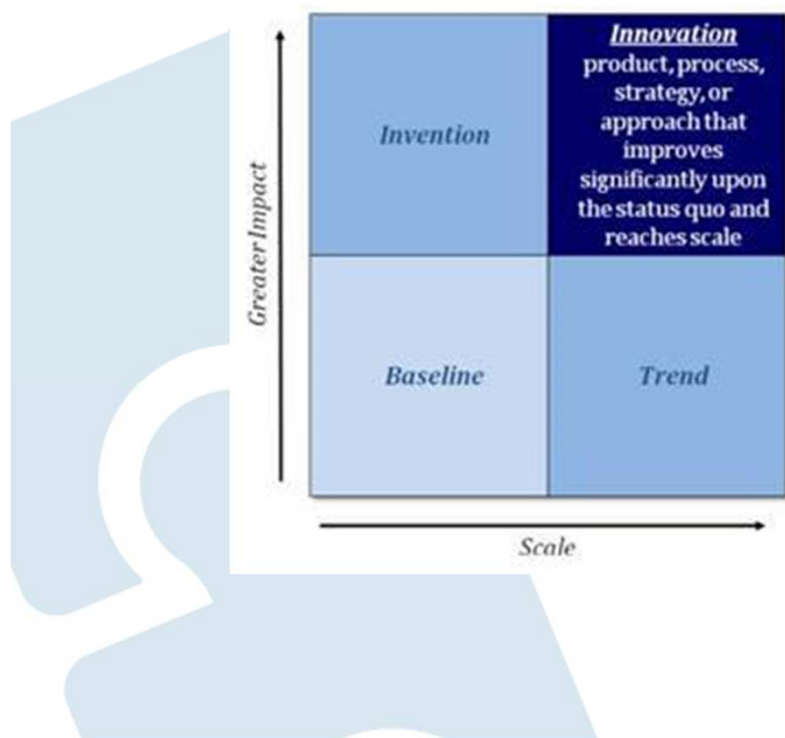 Innovation
product, process,
strategy, or
approach that
improves
significantly upon
the status quo and
reaches scale
Invention
Greater Impact
Baseline
Trend
Scale